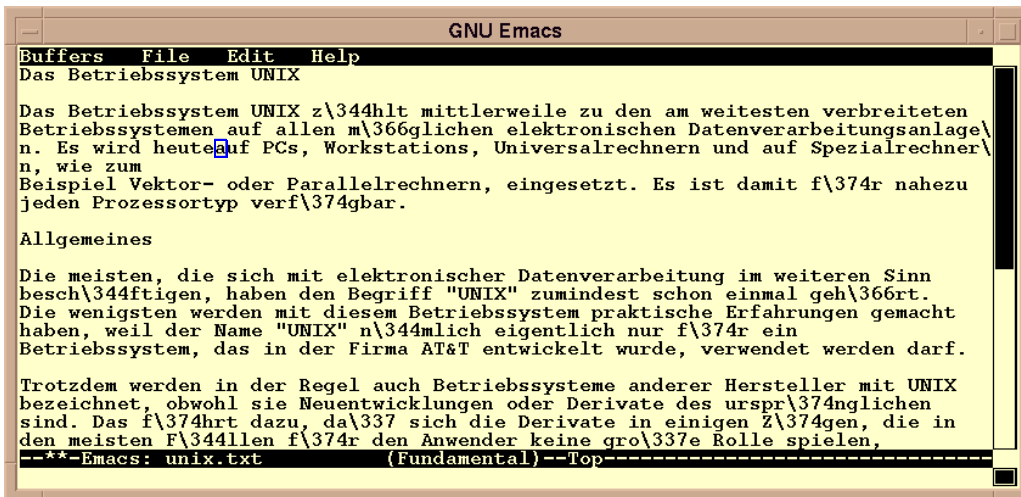 GNU Emacs
Buffers File Edit Help
Das Betriebssystem UNIX
Das Betriebssystem UNIX z\344hlt mittlerweile zu den am weitesten verbreiteten
Betriebssystemen auf allen m\366glichen elektronischen Datenverarbeitungsanlage\
n. Es wird heuteauf PCs, Workstations, Universalrechnern und auf Spezialrechner\
n, wie zum
Beispiel Vektor- oder Parallelrechnern, eingesetzt. Es ist damit f\374r nahezu
jeden Prozessortyp verf\374gbar.
Allgemeines
Die meisten, die sich mit elektronischer Datenverarbeitung im weiteren Sinn
besch\344ftigen, haben den Begriff "UNIX" zumindest schon einmal geh\366rt.
Die wenigsten werden mit diesem Betriebssystem praktische Erfahrungen gemacht
haben, weil der Name "UNIX" n\344mlich eigentlich nur f\374r ein
Betriebssystem, das in der Firma AT&T entwickelt wurde, verwendet werden darf.
Trotzdem werden in der Regel auch Betriebssysteme anderer Hersteller mit UNIX
bezeichnet, obwohl sie Neuentwicklungen oder Derivate des urspr\374nglichen
sind. Das f\374hrt dazu, da\337 sich die Derivate in einigen Z\374gen, die in
den meisten F\344llen f\374r den Anwender keine gro\337e Rolle spielen,
--**-Emacs: unix.txt (Fundamental)--Top--------------------------------